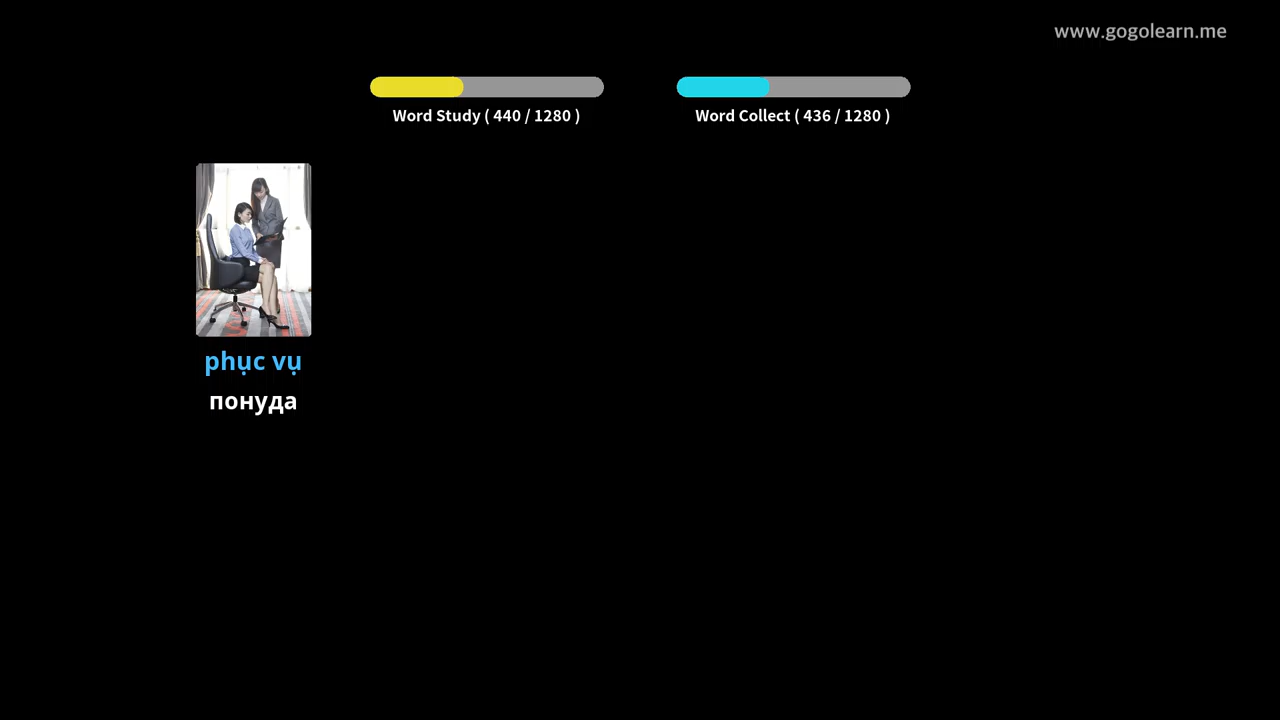 www.gogolearn.me
Word Study ( 440 / 1280 )
Word Collect ( 436 / 1280 )
phục vụ
понуда